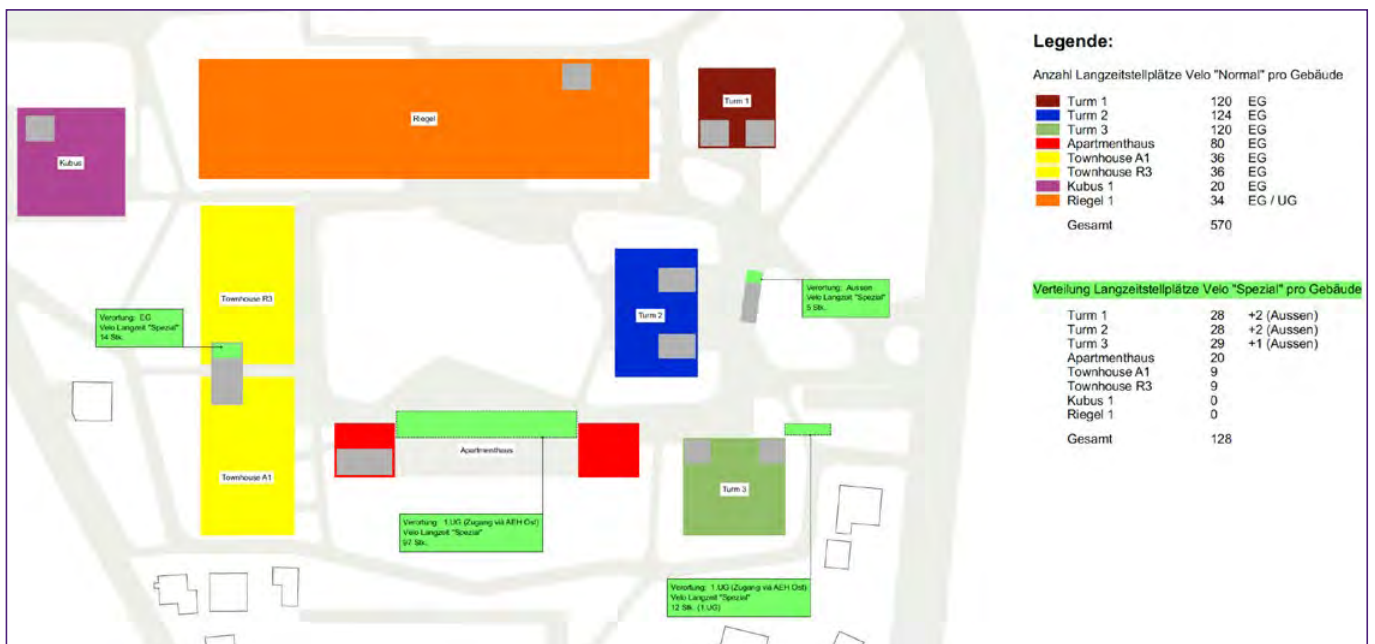 Legende:
Anzahl Langzeitstellplätze Velo "Normal" pro Gebäude
Turm 1 120 EG
Turm 2 124 EG
Turm 3 120 EG
Apartmenthaus 80 EG
Townhouse A1 36 EG
Townhouse R3 36 EG
Kubus 1 20 EG
Riegel 1 34 EG / UG
Gesamt 570
Verteilung Langzeitstellplätze Velo "Spezial" pro Gebäude
Turm 1 28 +2 (Aussen)
Turm 2 28 +2 (Aussen)
Turm 3 29 +1 (Aussen)
Apartmenthaus 20
Townhouse A1 9
Townhouse R3 9
Kubus 1 0
Riegel 1 0
Gesamt 128
Turm 1
Riegel
Kubus
Townhouse R3
Verortung: Aussen
Velo Langzeit "Spezial"
5 Stk.
Verortung: EG
Velo Langzeit "Spezial"
14 Stk.
Turm 2
Apartmenthaus
Townhouse A1
Turm 3
Verortung: 1.UG (Zugang via AEH Ost)
Velo Langzeit "Spezial"
97 Stk.
Verortung: 1.UG (Zugang via AEH Ost)
Velo Langzeit "Spezial"
12 Stk. (1.UG)